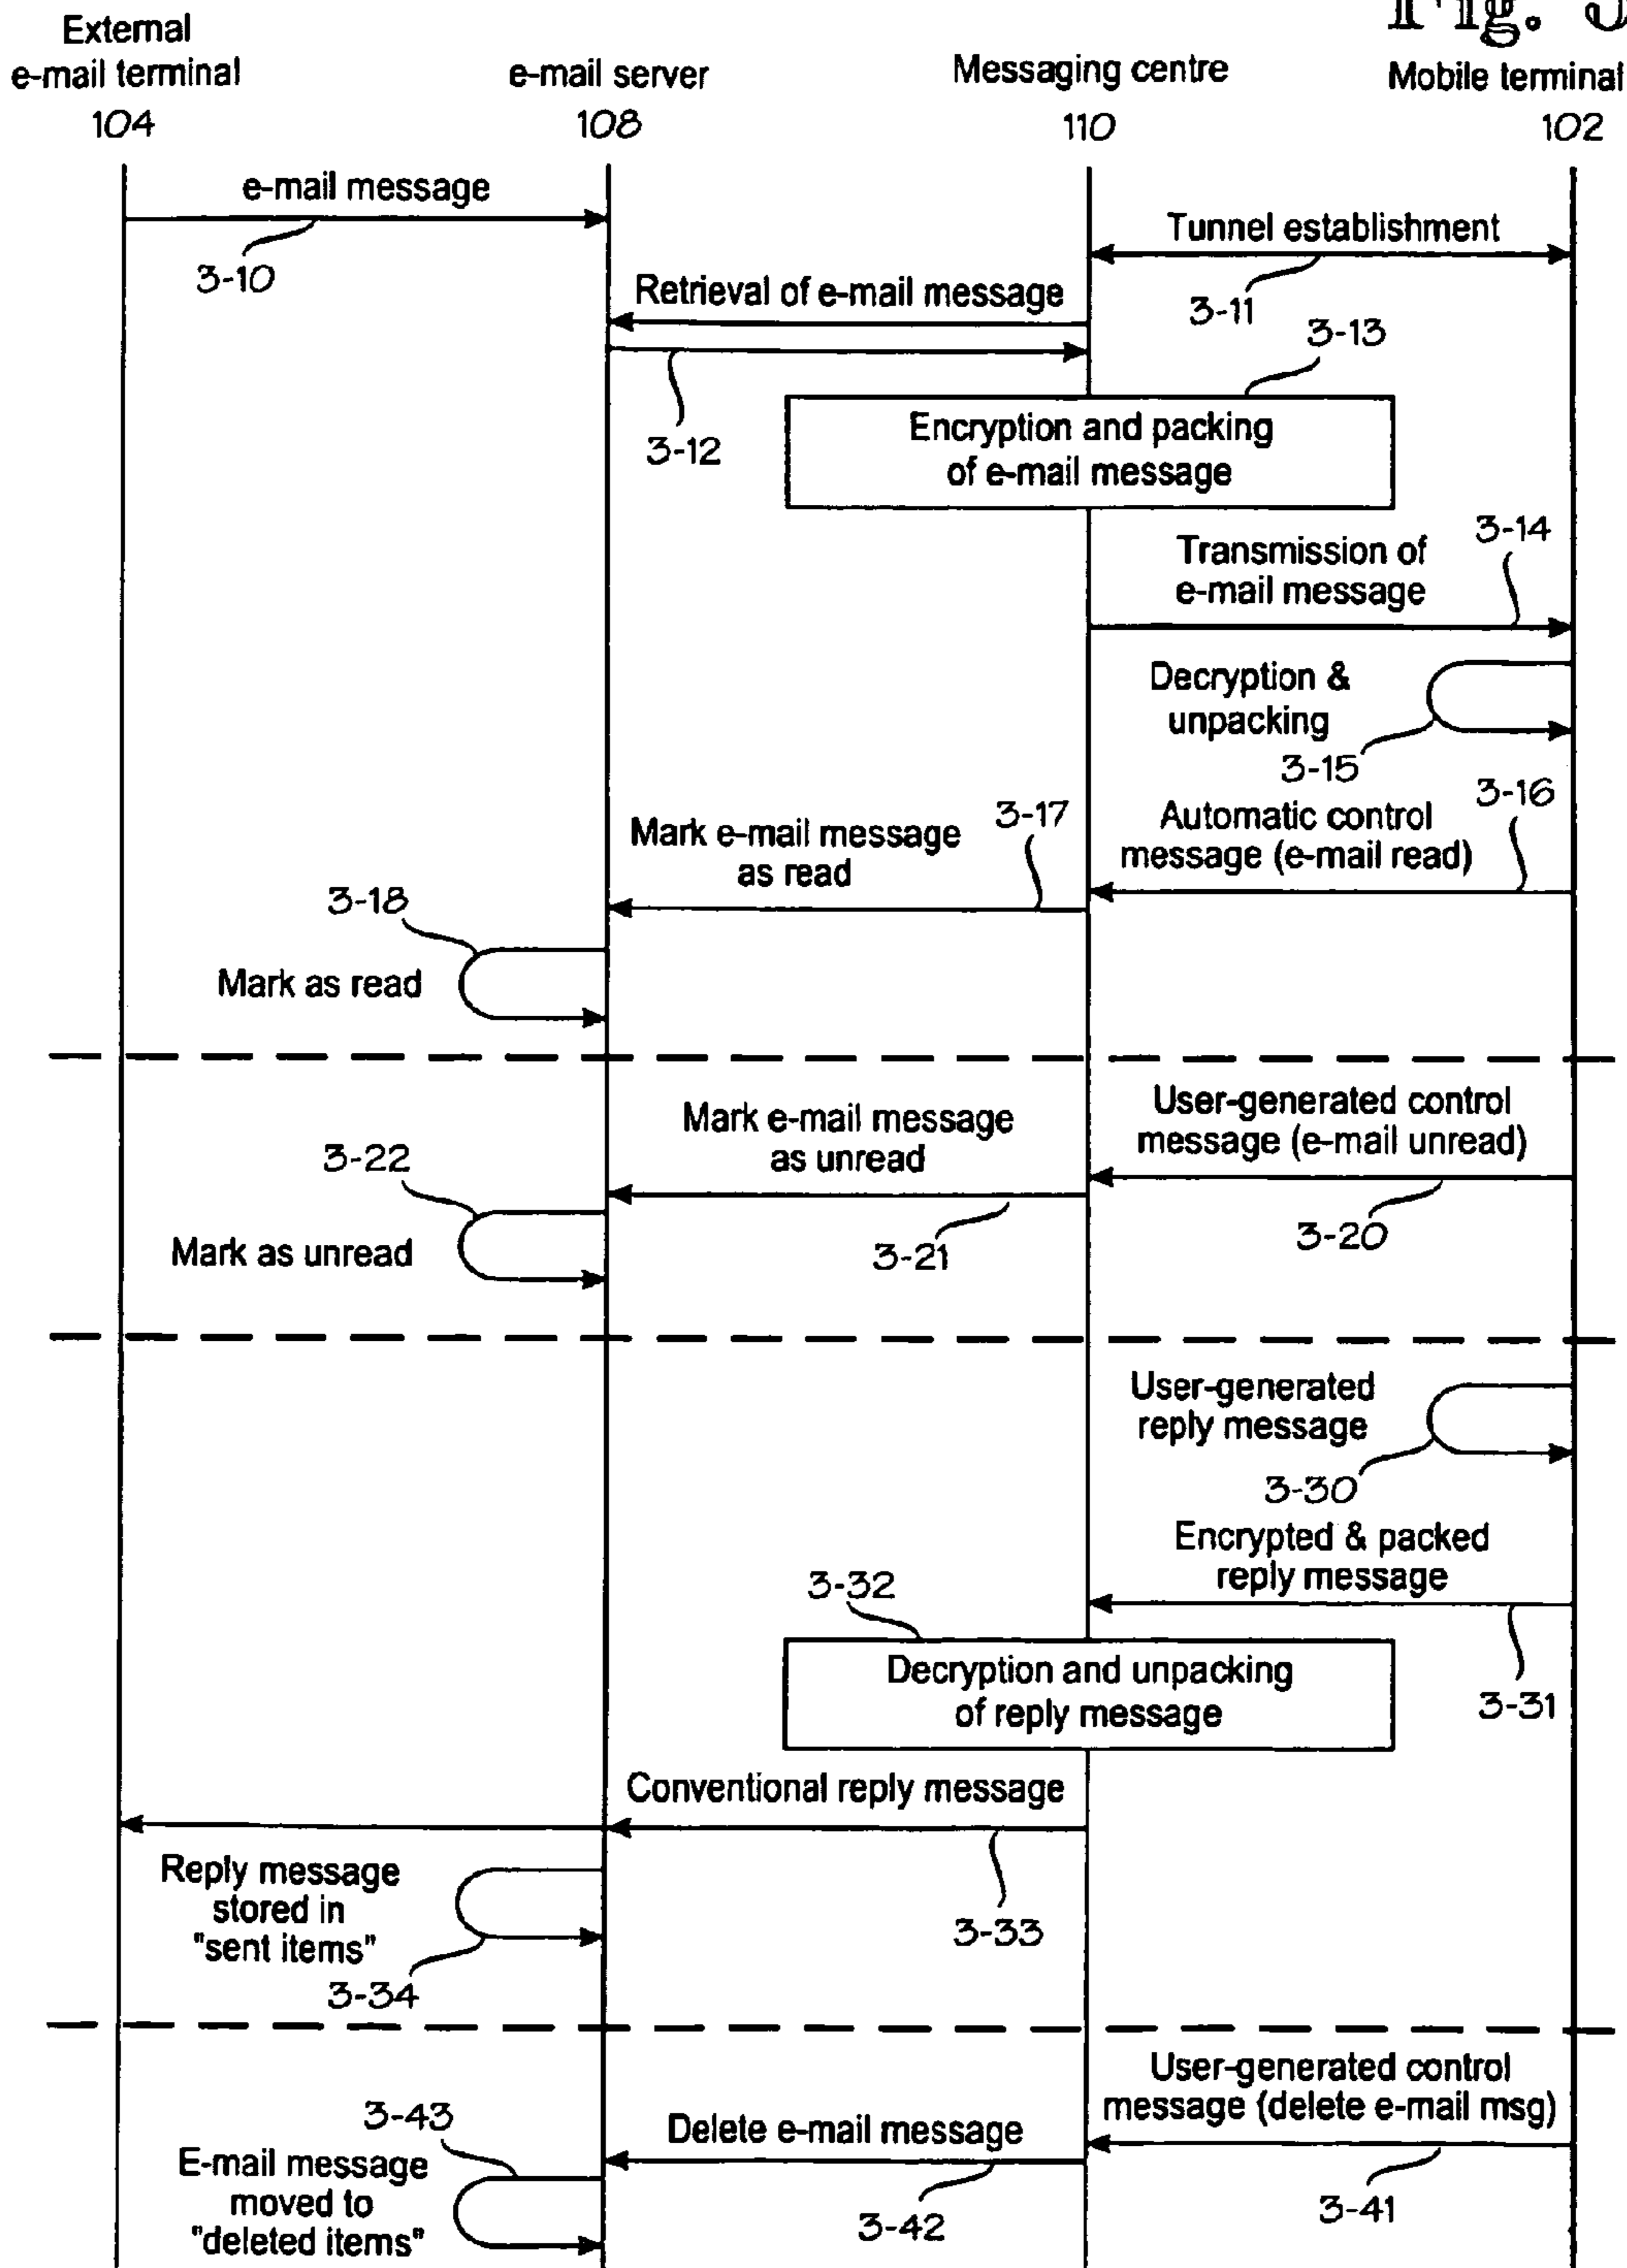 Fig. 3
External
e-mail terminal
104
e-mail server
108
Messaging centre
110
Mobile terminal
102
e-mail message
3-10
Tunnel establishment
3-11
Retrieval of e-mail message
3-12
3-13
Encryption and packing
of e-mail message
3-14
Transmission of
e-mail message
Decryption &
unpacking
3-15
3-16
Automatic control
message (e-mail read)
3-17
Mark e-mail message
as read
3-18
Mark as read
User-generated control
message (e-mail unread)
3-20
Mark e-mail message
as unread
3-21
3-22
Mark as unread
User-generated
reply message
3-30
Encrypted & packed
reply message
3-31
3-32
Decryption and unpacking
of reply message
Conventional reply message
3-33
Reply message
stored in
"sent items"
3-34
User-generated control
message (delete e-mail msg)
3-41
Delete e-mail message
3-42
3-43
E-mail message
moved to
"deleted items"